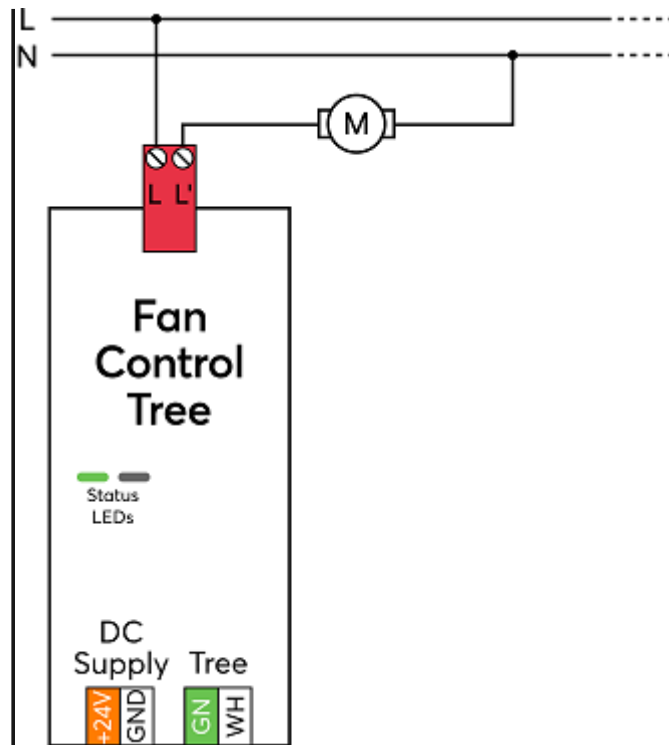 L
N
M
L L'
Fan
Control
Tree
Status
LEDs
DC
Supply Tree
+24V GND GN WH